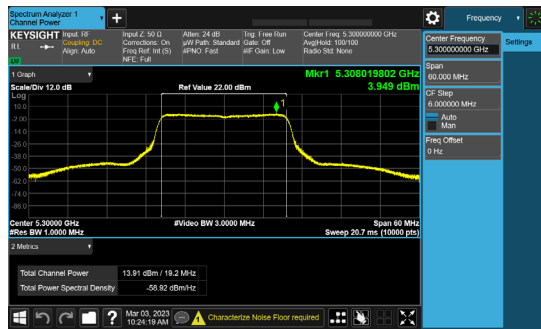 Spectrum Analyzer 1
Channel Power
Frequency
KEYSIGHT
Input: RF
Input Z: 50 Ω
Atten: 24 dB
Trig: Free Run
Center Freq: 5.300000000 GHz
RL
Coupling: DC
Corrections: On
µW Path: Standard
Gate: Off
Avg|Hold: 100/100
Align: Auto
Freq Ref: Int (S)
#PNO: Fast
#IF Gain: Low
Radio Std: None
NFE: Full
Center Frequency
5.300000000 GHz
Settings
Span
60.000 MHz
CF Step
6.000000 MHz
Auto
Man
Freq Offset
0 Hz
1 Graph
Mkr1 5.308019802 GHz
Scale/Div 12.0 dB
Ref Value 22.00 dBm
3.949 dBm
Log
1
10.0
-2.00
-14.0
-26.0
-38.0
-50.0
-62.0
-74.0
-86.0
Center 5.30000 GHz
#Video BW 3.0000 MHz
Span 60 MHz
#Res BW 1.0000 MHz
Sweep 20.7 ms (10000 pts)
2 Metrics
Total Channel Power
13.91 dBm / 19.2 MHz
Total Power Spectral Density
-58.92 dBm/Hz
?
Mar 03, 2023
10:24:19 AM
Characterize Noise Floor required